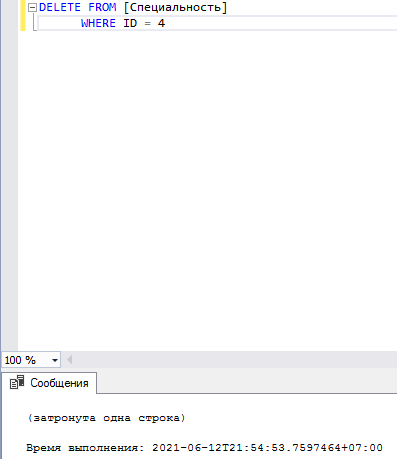 DELETE FROM [Специальность]
WHERE ID = 4
100 %
Сообщения
(затронута одна строка)
Время выполнения: 2021-06-12T21:54:53.7597464+07:00